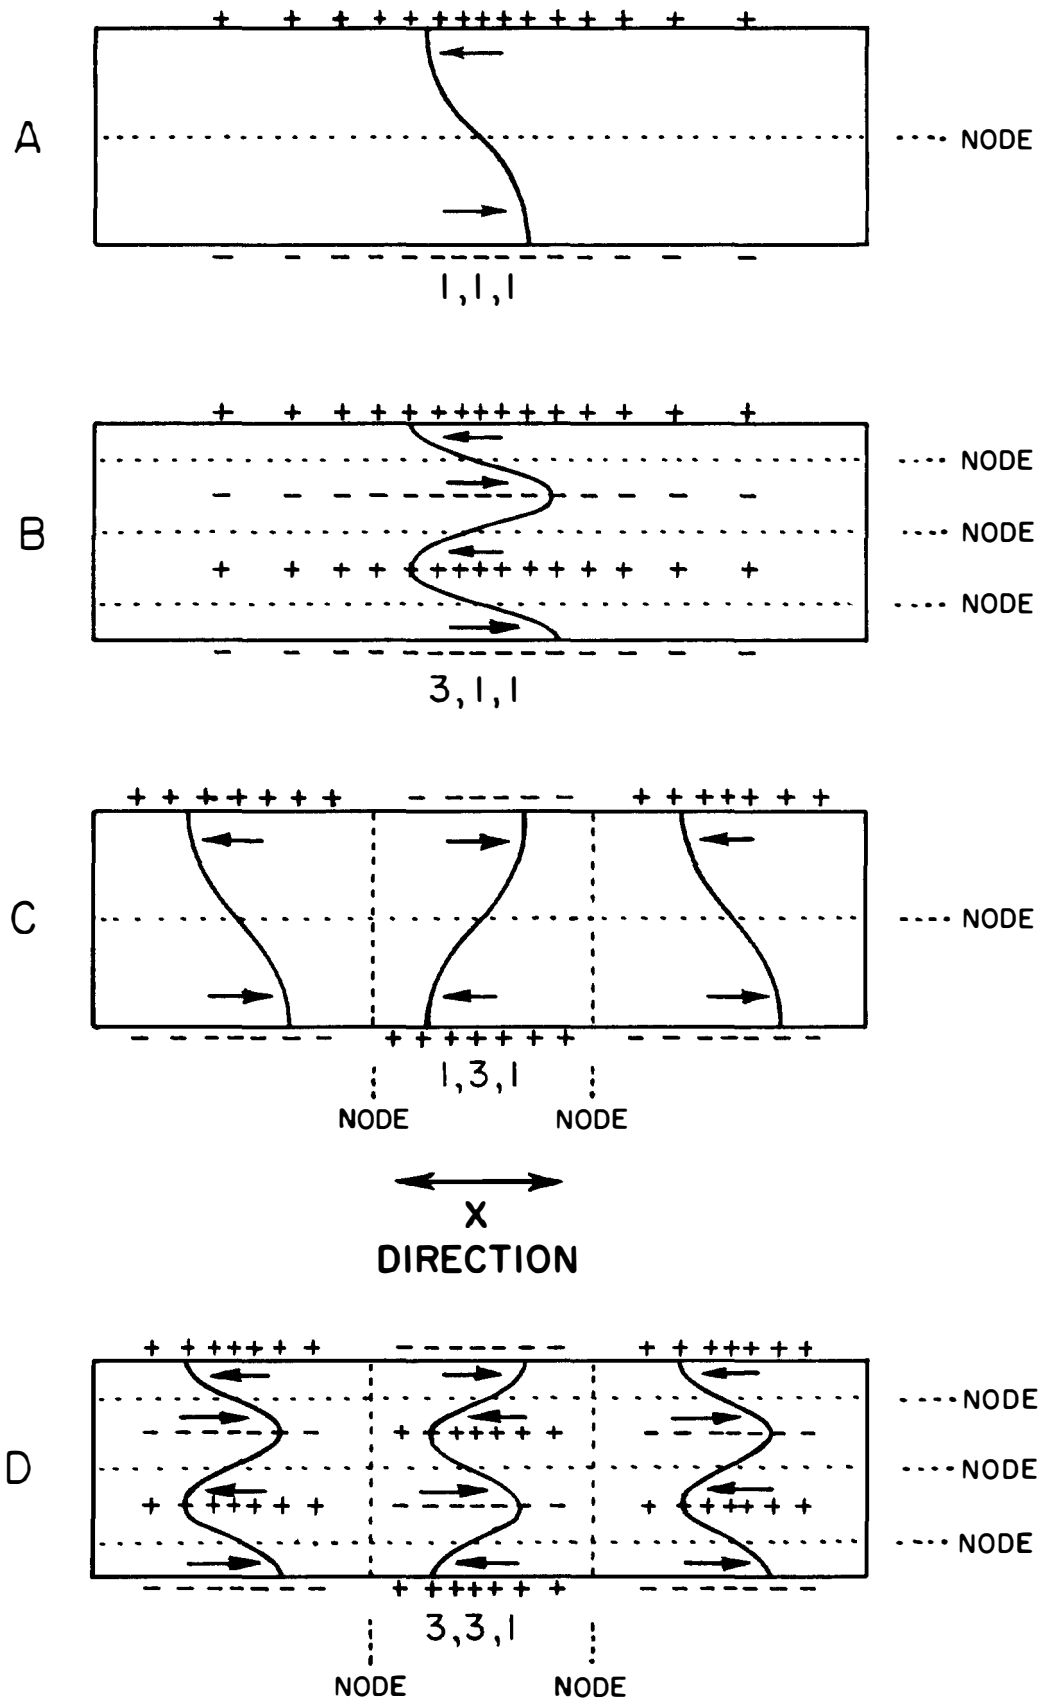 + + + + + + + + + + + + + + +
A
NODE
− − − − − − − − − − − − − − −
1,1,1
+ + + + + + + + + + + + + + +
NODE
− − − − − − − − − − − − − − −
B
NODE
+ + + + + + + + + + + + + + +
NODE
− − − − − − − − − − − − − − −
3,1,1
+ + + + + + + − − − − − − + + + + + + +
C
NODE
− − − − − − − + + + + + + + − − − − − − −
1,3,1
NODE NODE
X
DIRECTION
+ + + + + + + − − − − − − − + + + + + + +
NODE
− − − − − − − + + + + + + + − − − − − − −
D
NODE
+ + + + + + + − − − − − − − + + + + + + +
NODE
− − − − − − − + + + + + + + − − − − − − −
3,3,1
NODE NODE